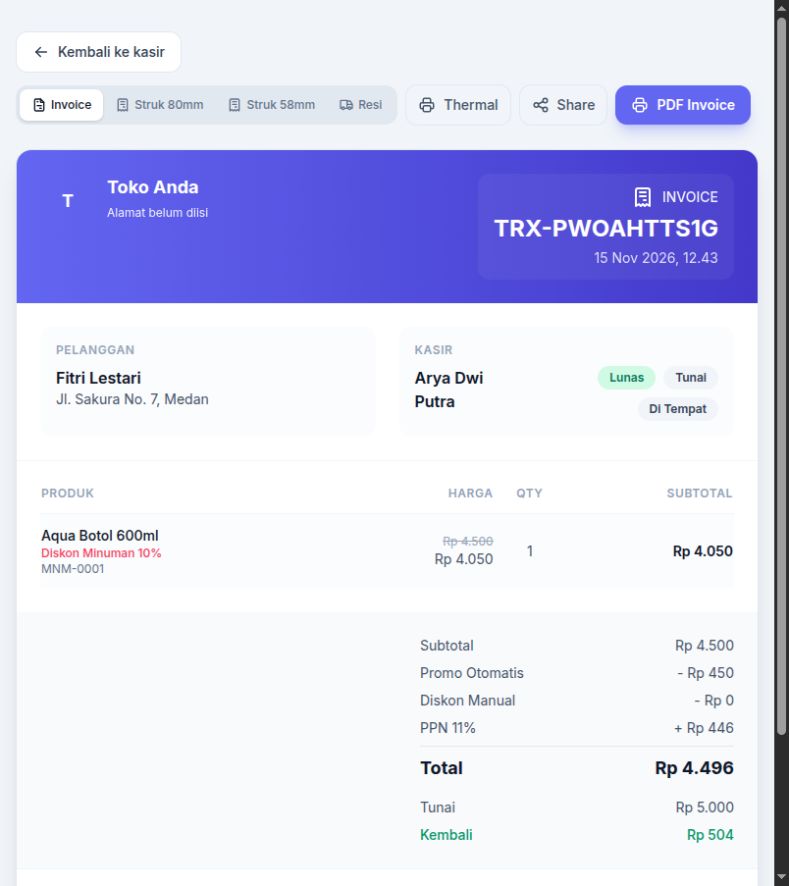 Kembali ke kasir
Invoice Struk 80mm Struk 58mm Resi Thermal Share PDF Invoice
T
Toko Anda
Alamat belum diisi
INVOICE
TRX-PWOAHTTS1G
15 Nov 2026, 12.43
PELANGGAN
Fitri Lestari
Jl. Sakura No. 7, Medan
KASIR
Arya Dwi
Putra
Lunas Tunai
Di Tempat
PRODUK HARGA QTY SUBTOTAL
Aqua Botol 600ml
Diskon Minuman 10%
MNM-0001
Rp 4.500
Rp 4.050
1
Rp 4.050
Subtotal Rp 4.500
Promo Otomatis - Rp 450
Diskon Manual - Rp 0
PPN 11% + Rp 446
Total Rp 4.496
Tunai Rp 5.000
Kembali Rp 504